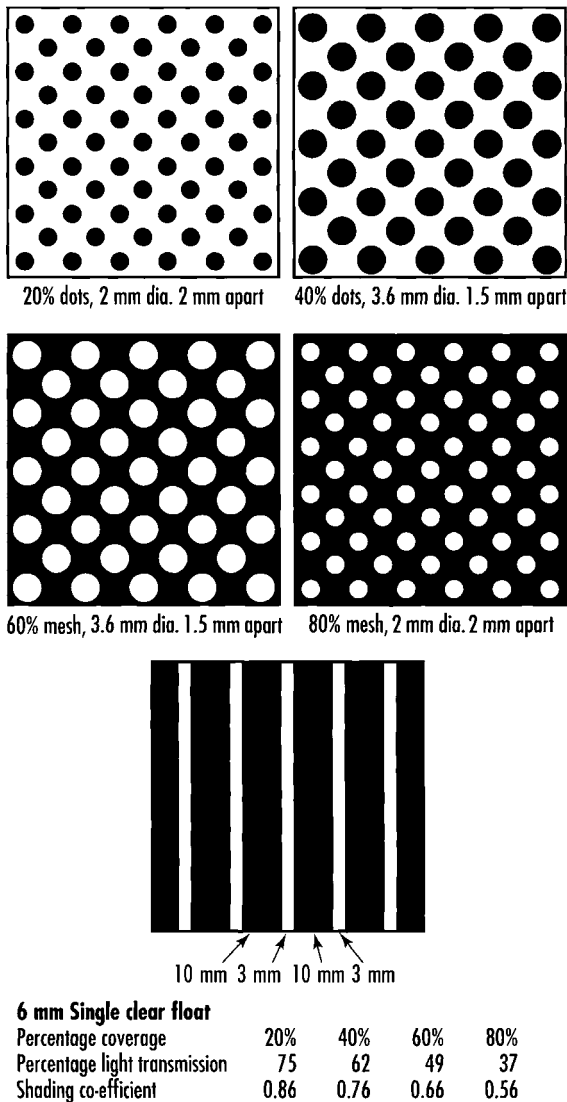 20% dots, 2 mm dia. 2 mm apart
40% dots, 3.6 mm dia. 1.5 mm apart
60% mesh, 3.6 mm dia. 1.5 mm apart
80% mesh, 2 mm dia. 2 mm apart
10 mm 3 mm 10 mm 3 mm
6 mm Single clear float
Percentage coverage 20% 40% 60% 80%
Percentage light transmission 75 62 49 37
Shading co-efficient 0.86 0.76 0.66 0.56